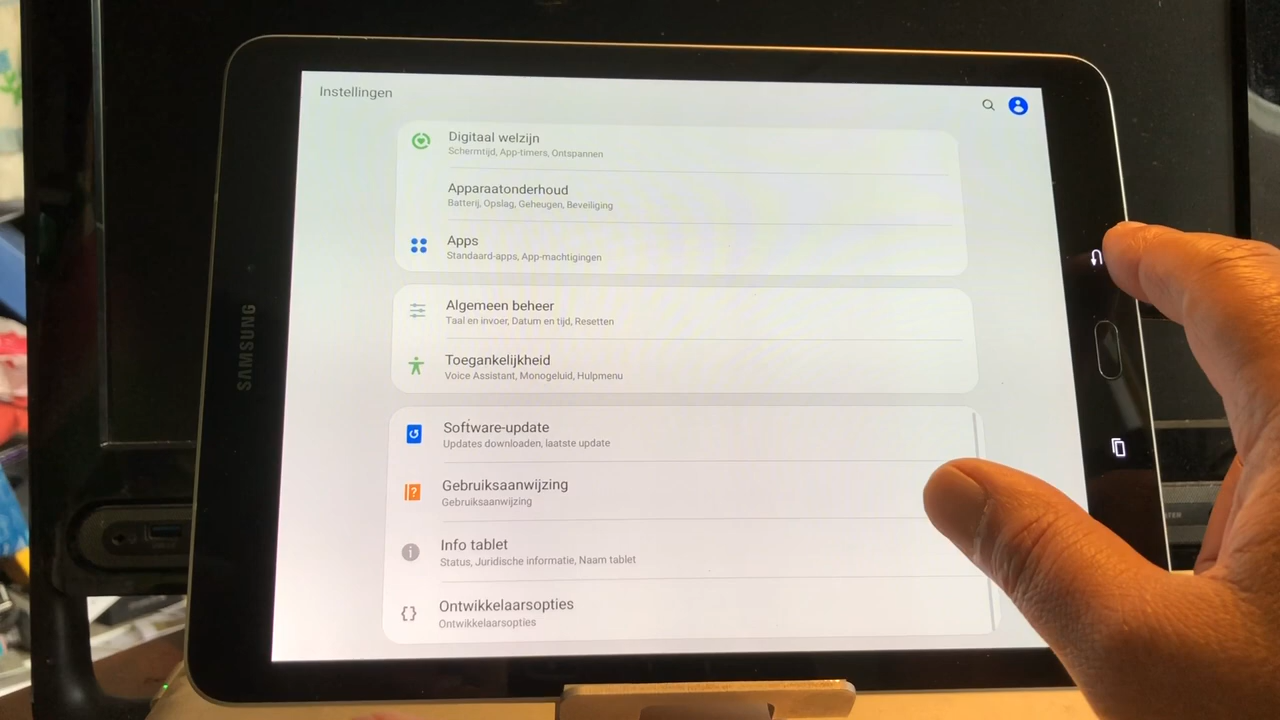 Instellingen
Digitaal welzijn
Schermtijd, App-timers, Ontspannen
Apparaatonderhoud
Batterij, Opslag, Geheugen, Beveiliging
Apps
Standaard-apps, App-machtigingen
Algemeen beheer
Taal en invoer, Datum en tijd, Resetten
Toegankelijkheid
Voice Assistant, Monogeluid, Hulpmenu
Software-update
Updates downloaden, laatste update
Gebruiksaanwijzing
Gebruiksaanwijzing
Info tablet
Status, Juridische informatie, Naam tablet
Ontwikkelaarsopties
Ontwikkelaarsopties
SAMSUNG